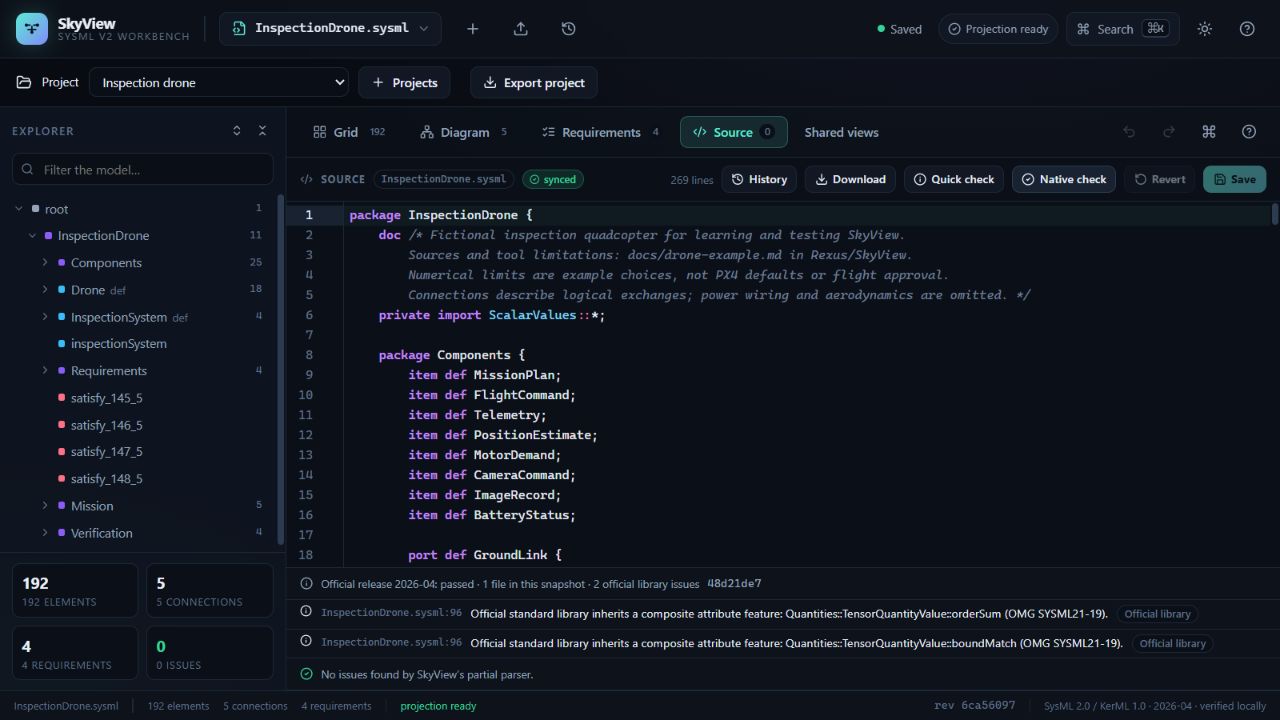 SkyView
SYSML V2 WORKBENCH
InspectionDrone.sysml
Saved
Projection ready
Search ⌘K
Project
Inspection drone
Projects
Export project
EXPLORER
Filter the model...
root 1
InspectionDrone 11
Components 25
Drone def 18
InspectionSystem def 4
inspectionSystem
Requirements 4
satisfy_145_5
satisfy_146_5
satisfy_147_5
satisfy_148_5
Mission 5
Verification 4
192
192 ELEMENTS
5
5 CONNECTIONS
4
4 REQUIREMENTS
0
0 ISSUES
Grid 192
Diagram 5
Requirements 4
Source 0
Shared views
SOURCE InspectionDrone.sysml synced
269 lines
History
Download
Quick check
Native check
Revert
Save
1 package InspectionDrone {
2 doc /* Fictional inspection quadcopter for learning and testing SkyView.
3 Sources and tool limitations: docs/drone-example.md in Rexus/SkyView.
4 Numerical limits are example choices, not PX4 defaults or flight approval.
5 Connections describe logical exchanges; power wiring and aerodynamics are omitted. */
6 private import ScalarValues::*;
7
8 package Components {
9 item def MissionPlan;
10 item def FlightCommand;
11 item def Telemetry;
12 item def PositionEstimate;
13 item def MotorDemand;
14 item def CameraCommand;
15 item def ImageRecord;
16 item def BatteryStatus;
17
18 port def GroundLink {
Official release 2026-04: passed · 1 file in this snapshot · 2 official library issues 48d21de7
InspectionDrone.sysml:96 Official standard library inherits a composite attribute feature: Quantities::TensorQuantityValue::orderSum (OMG SYSML21-19). Official library
InspectionDrone.sysml:96 Official standard library inherits a composite attribute feature: Quantities::TensorQuantityValue::boundMatch (OMG SYSML21-19). Official library
No issues found by SkyView's partial parser.
InspectionDrone.sysml
192 elements
5 connections
4 requirements
projection ready
rev 6ca56097
SysML 2.0 / KerML 1.0 · 2026-04 · verified locally